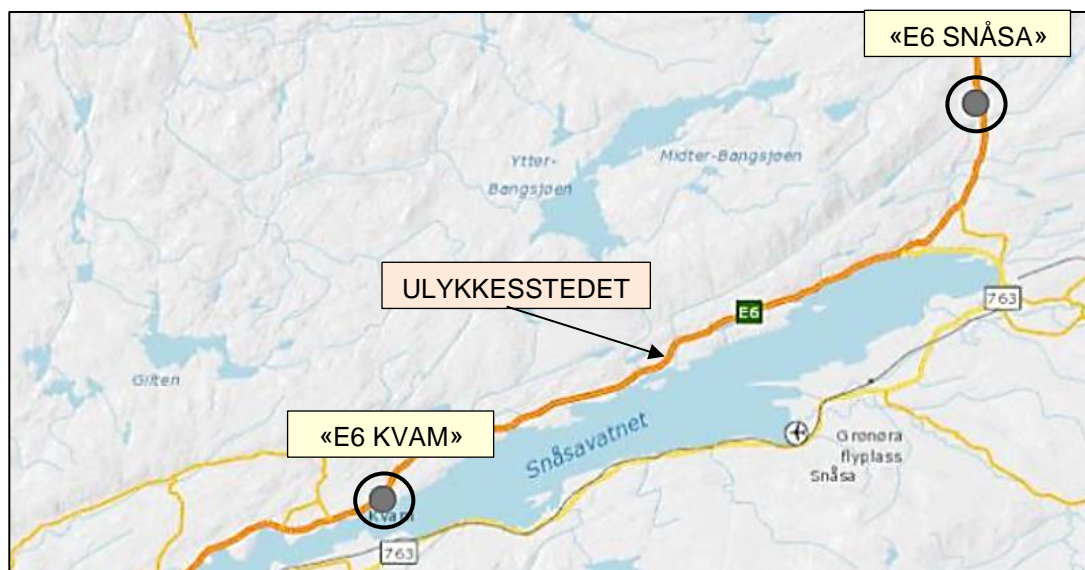 «E6 SNÅSA»
Ytter-
Bangsjøen
Midter-Bangsjøen
ULYKKESSTEDET
E6
763
Gilten
«E6 KVAM»
Snåsavatnet
Grønøra
flyplass
Snåsa
Kvam
763